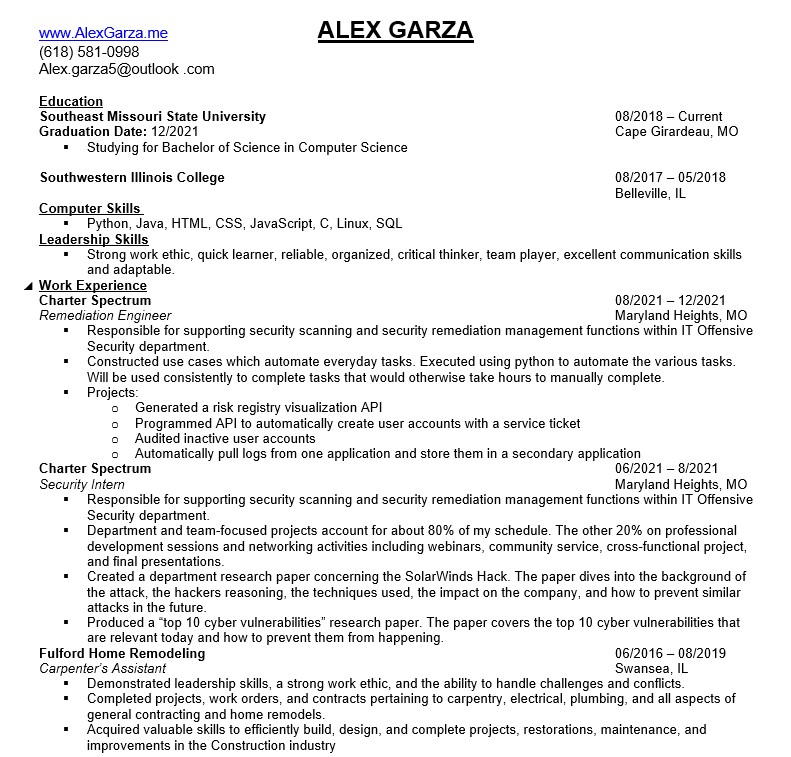 ALEX GARZA
www.AlexGarza.me
(618) 581-0998
Alex.garza5@outlook .com
Education
Southeast Missouri State University 08/2018 – Current
Graduation Date: 12/2021 Cape Girardeau, MO
▪ Studying for Bachelor of Science in Computer Science
Southwestern Illinois College 08/2017 – 05/2018
Belleville, IL
Computer Skills
▪ Python, Java, HTML, CSS, JavaScript, C, Linux, SQL
Leadership Skills
▪ Strong work ethic, quick learner, reliable, organized, critical thinker, team player, excellent communication skills
and adaptable.
Work Experience
Charter Spectrum 08/2021 – 12/2021
Remediation Engineer Maryland Heights, MO
▪ Responsible for supporting security scanning and security remediation management functions within IT Offensive
Security department.
▪ Constructed use cases which automate everyday tasks. Executed using python to automate the various tasks.
Will be used consistently to complete tasks that would otherwise take hours to manually complete.
▪ Projects:
o Generated a risk registry visualization API
o Programmed API to automatically create user accounts with a service ticket
o Audited inactive user accounts
o Automatically pull logs from one application and store them in a secondary application
Charter Spectrum 06/2021 – 8/2021
Security Intern Maryland Heights, MO
▪ Responsible for supporting security scanning and security remediation management functions within IT Offensive
Security department.
▪ Department and team-focused projects account for about 80% of my schedule. The other 20% on professional
development sessions and networking activities including webinars, community service, cross-functional project,
and final presentations.
▪ Created a department research paper concerning the SolarWinds Hack. The paper dives into the background of
the attack, the hackers reasoning, the techniques used, the impact on the company, and how to prevent similar
attacks in the future.
▪ Produced a “top 10 cyber vulnerabilities” research paper. The paper covers the top 10 cyber vulnerabilities that
are relevant today and how to prevent them from happening.
Fulford Home Remodeling 06/2016 – 08/2019
Carpenter’s Assistant Swansea, IL
▪ Demonstrated leadership skills, a strong work ethic, and the ability to handle challenges and conflicts.
▪ Completed projects, work orders, and contracts pertaining to carpentry, electrical, plumbing, and all aspects of
general contracting and home remodels.
▪ Acquired valuable skills to efficiently build, design, and complete projects, restorations, maintenance, and
improvements in the Construction industry